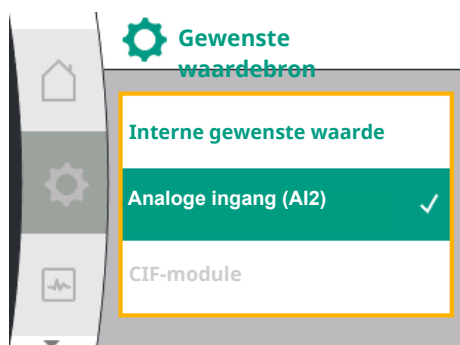 Gewenste
waardebron
Interne gewenste waarde
Analoge ingang (AI2)
CIF-module